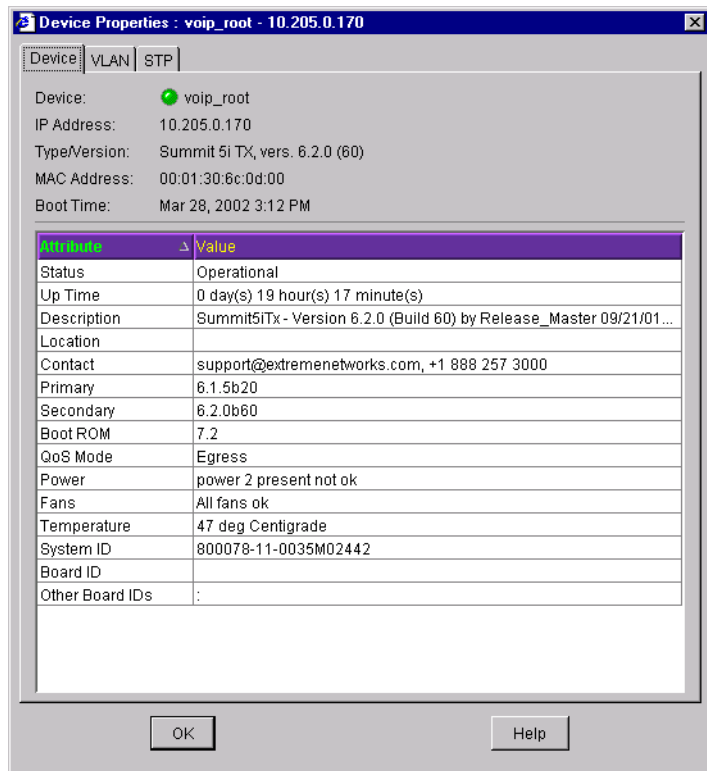 Device Properties : voip_root - 10.205.0.170
Device VLAN STP
Device: voip_root
IP Address: 10.205.0.170
Type/Version: Summit 5i TX, vers. 6.2.0 (60)
MAC Address: 00:01:30:6c:0d:00
Boot Time: Mar 28, 2002 3:12 PM
Attribute Value
Status Operational
Up Time 0 day(s) 19 hour(s) 17 minute(s)
Description Summit5iTx - Version 6.2.0 (Build 60) by Release_Master 09/21/01...
Location
Contact support@extremenetworks.com, +1 888 257 3000
Primary 6.1.5b20
Secondary 6.2.0b60
Boot ROM 7.2
QoS Mode Egress
Power power 2 present not ok
Fans All fans ok
Temperature 47 deg Centigrade
System ID 800078-11-0035M02442
Board ID
Other Board IDs :
OK Help